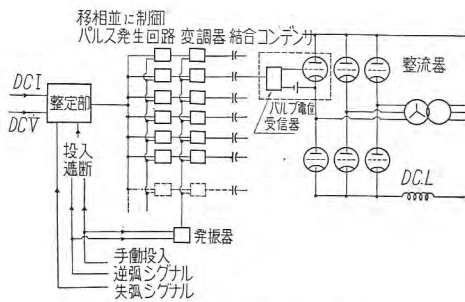 移相並に制御
パルス発生回路 変調器 結合コンデンサ
DCI
DCV
整定部
投入
遮断
整流器
バルブ電位
受信器
DC.L
発振器
手働投入
逆弧シグナル
失弧シグナル